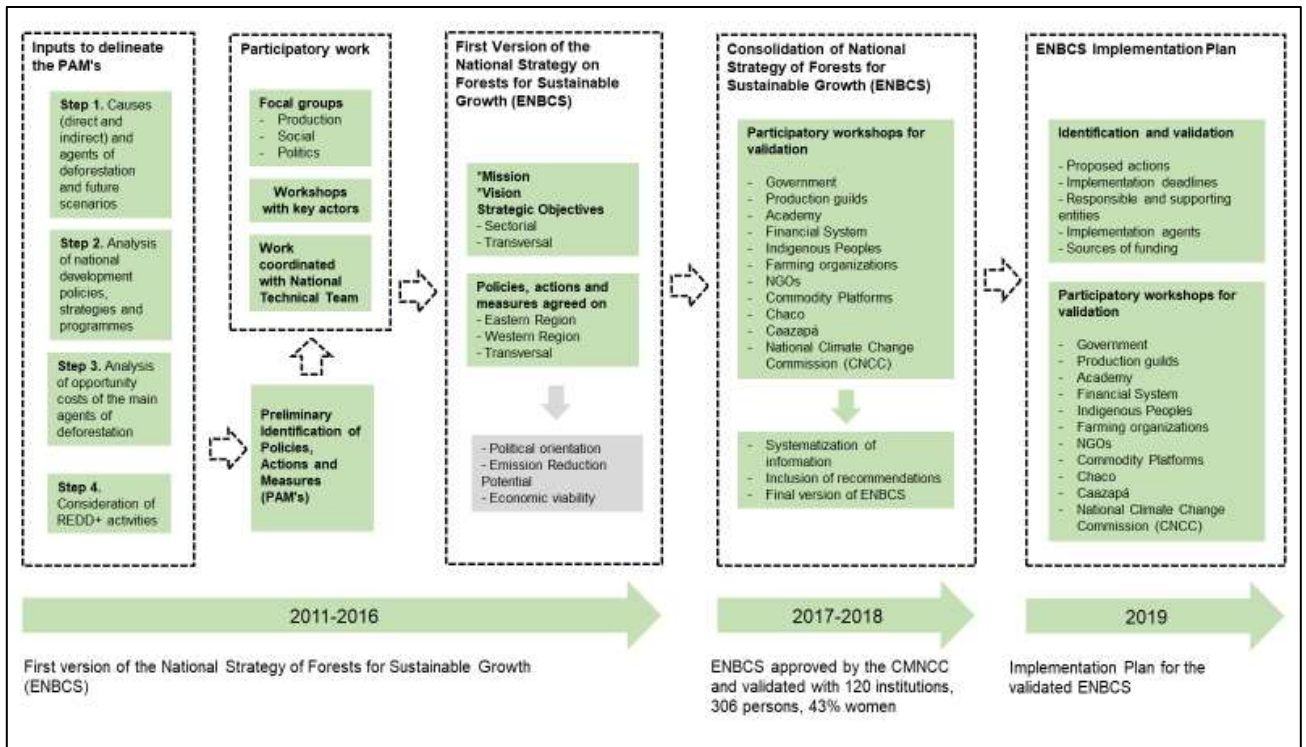 Inputs to delineate
the PAM's
Step 1. Causes
(direct and
indirect) and
agents of
deforestation
and future
scenarios
Step 2. Analysis
of national
development
policies,
strategies and
programmes
Step 3. Analysis
of opportunity
costs of the main
agents of
deforestation
Step 4.
Consideration of
REDD+ activities
Participatory work
Focal groups
- Production
- Social
- Politics
Workshops
with key actors
Work
coordinated
with National
Technical Team
Preliminary
Identification of
Policies,
Actions and
Measures
(PAM's)
First Version of the
National Strategy on
Forests for Sustainable
Growth (ENBCS)
*Mission
*Vision
Strategic Objectives
- Sectorial
- Transversal
Policies, actions and
measures agreed on
- Eastern Region
- Western Region
- Transversal
- Political orientation
- Emission Reduction
Potential
- Economic viability
Consolidation of National
Strategy of Forests for
Sustainable Growth (ENBCS)
Participatory workshops for
validation
- Government
- Production guilds
- Academy
- Financial System
- Indigenous Peoples
- Farming organizations
- NGOs
- Commodity Platforms
- Chaco
- Caazapá
- National Climate Change
Commission (CNCC)
- Systematization of
information
- Inclusion of recommendations
- Final version of ENBCS
ENBCS Implementation Plan
Identification and validation
- Proposed actions
- Implementation deadlines
- Responsible and supporting
entities
- Implementation agents
- Sources of funding
Participatory workshops for
validation
- Government
- Production guilds
- Academy
- Financial System
- Indigenous Peoples
- Farming organizations
- NGOs
- Commodity Platforms
- Chaco
- Caazapá
- National Climate Change
Commission (CNCC)
2011-2016
2017-2018
2019
First version of the National Strategy of Forests for Sustainable Growth
(ENBCS)
ENBCS approved by the CMNCC
and validated with 120 institutions,
306 persons, 43% women
Implementation Plan for the
validated ENBCS